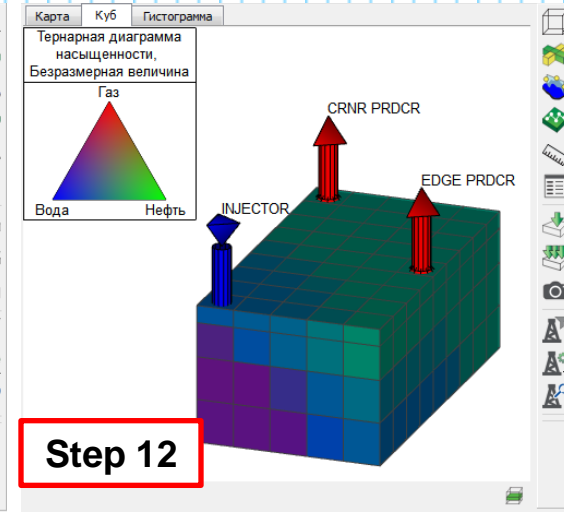 Карта Куб Гистограмма
Тернарная диаграмма
насыщенности,
Безразмерная величина
Газ
Вода Нефть
CRNR PRDCR
EDGE PRDCR
INJECTOR
Step 12